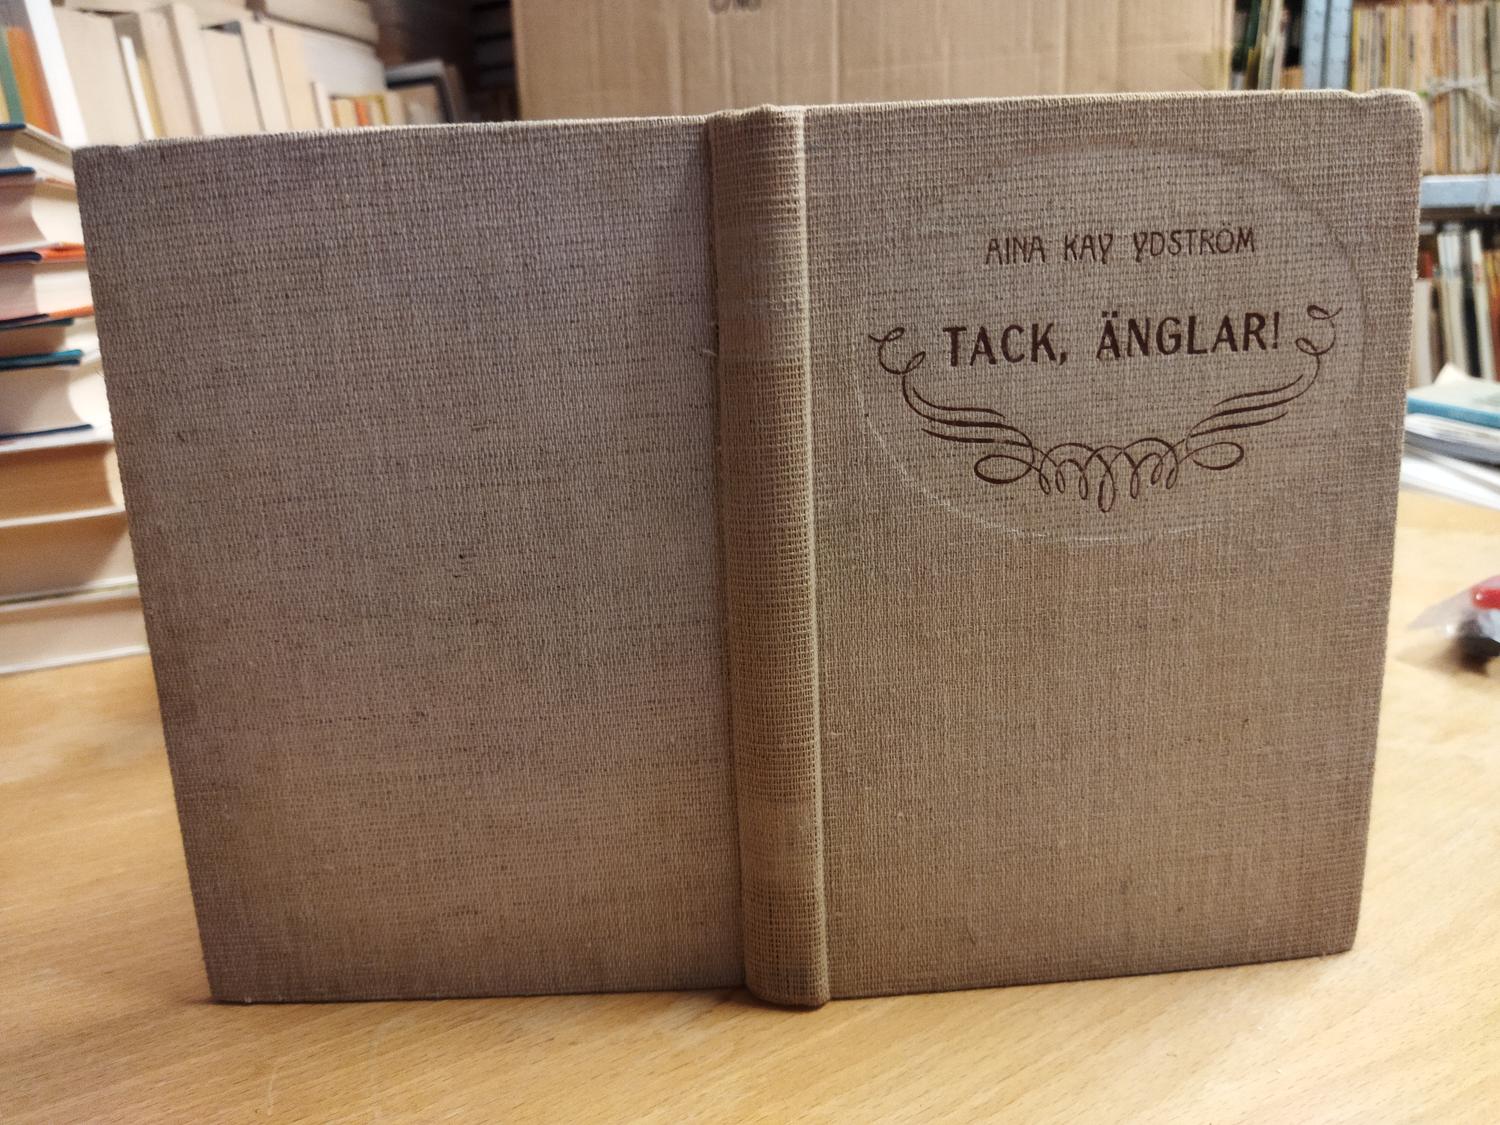 AINA KAY YDSTRÖM
TACK, ÄNGLAR!